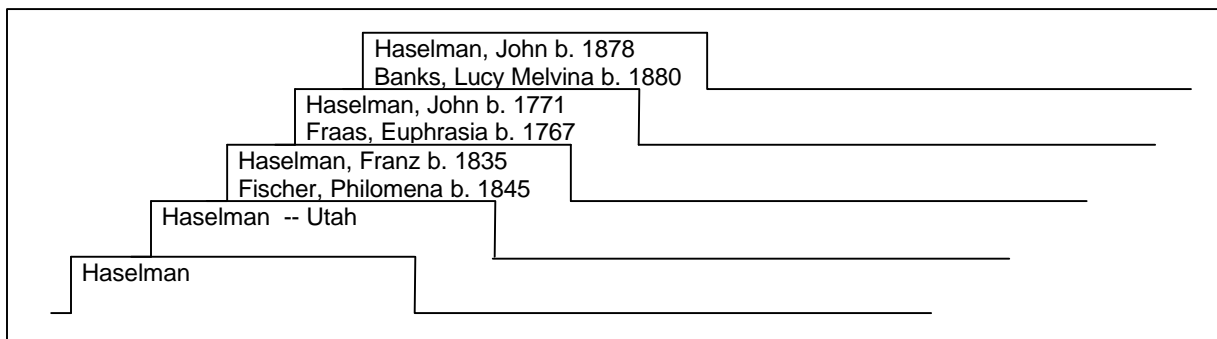 Haselman, John b. 1878
Banks, Lucy Melvina b. 1880
Haselman, John b. 1771
Fraas, Euphrasia b. 1767
Haselman, Franz b. 1835
Fischer, Philomena b. 1845
Haselman -- Utah
Haselman